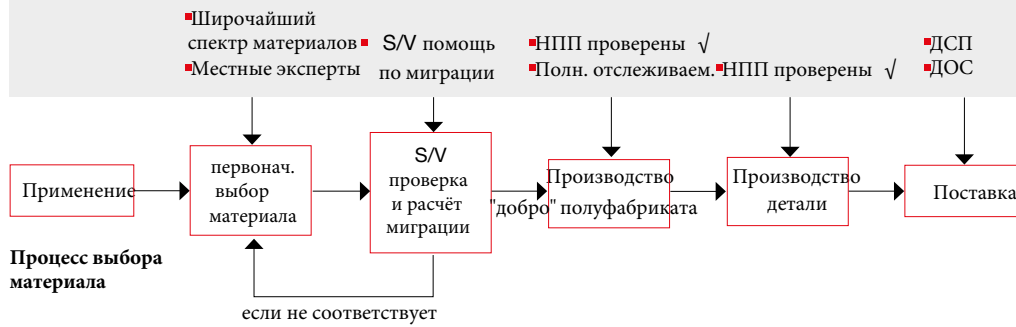 Широчайший
спектр материалов
Местные эксперты
S/V помощь
по миграции
НПП проверены √
Полн. отслеживаем.
НПП проверены √
ДСП
ДОС
Применение
первонач.
выбор
материала
S/V
проверка
и расчёт
миграции
"добро"
Производство
полуфабриката
Производство
детали
Поставка
Процесс выбора
материала
если не соответствует